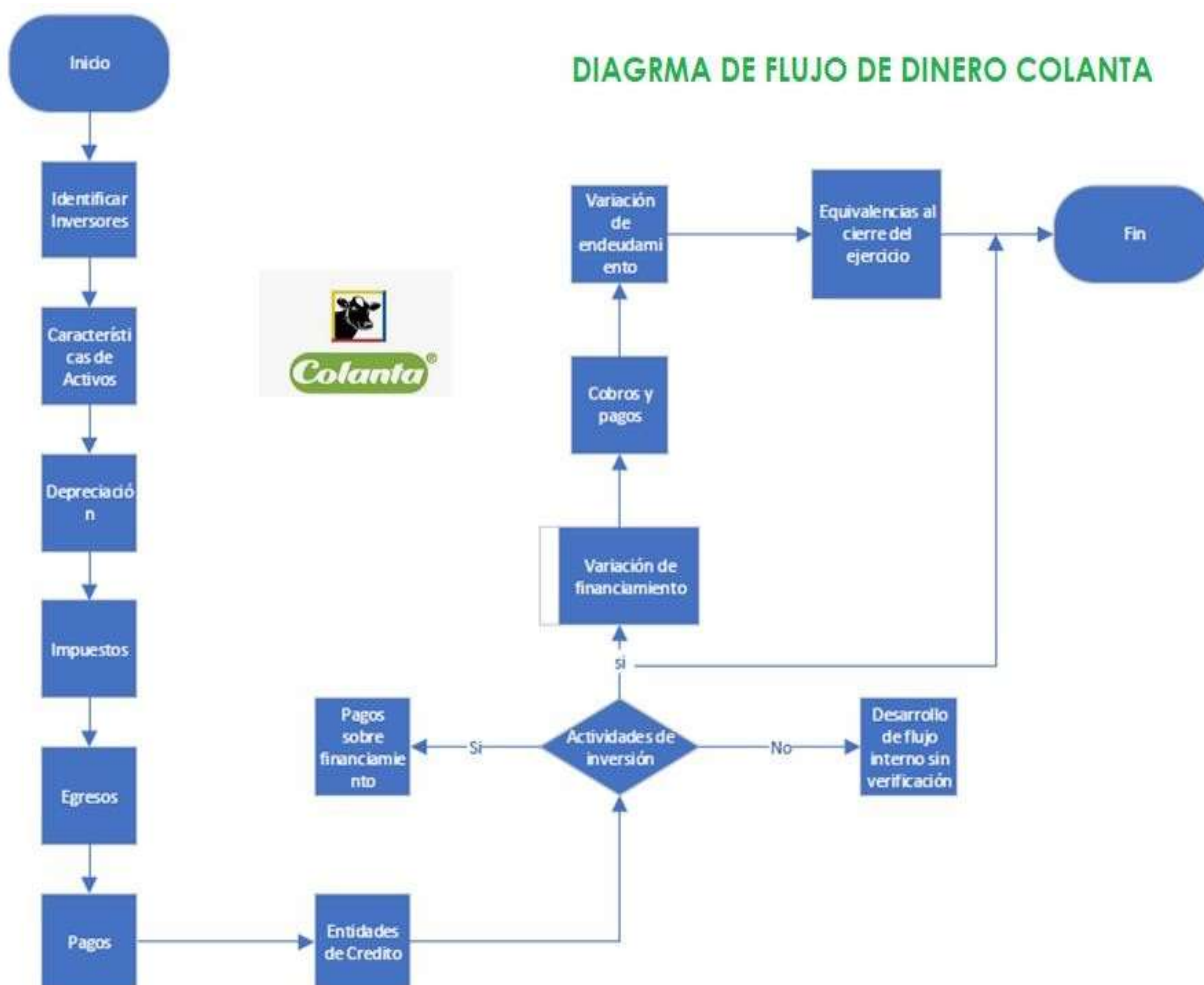 Inicio
DIAGRMA DE FLUJO DE DINERO COLANTA
Identificar
Inversores
Característi
cas de
Activos
Depreciació
n
Impuestos
Egresos
Pagos
Entidades
de Credito
Actividades de
inversión
Si
Pagos
sobre
financiamie
nto
No
Desarrollo
de flujo
interno sin
verificación
si
Variación de
financiamiento
Cobros y
pagos
Variación
de
endeudami
ento
Equivalencias al
cierre del
ejercicio
Fin
Colanta®